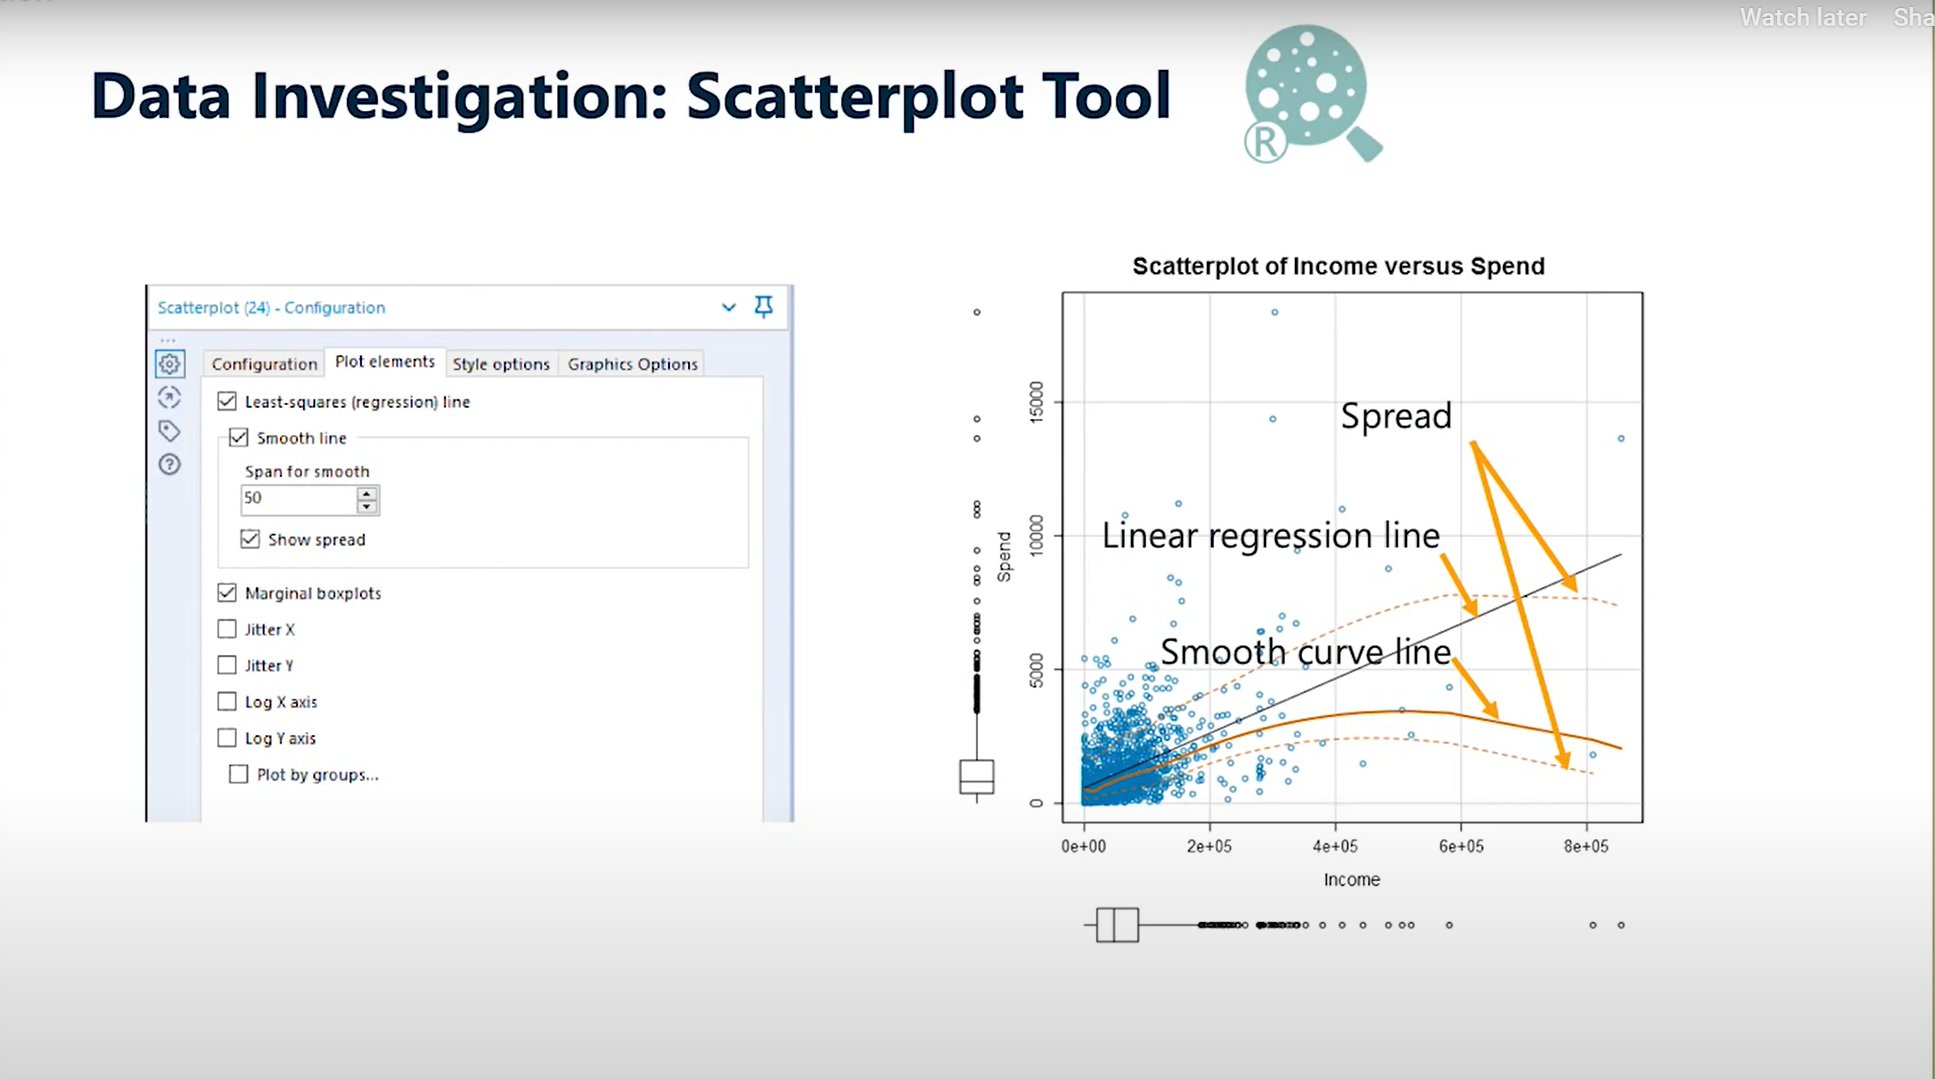 Watch later Sha
Data Investigation: Scatterplot Tool
R
Scatterplot (24) - Configuration
Configuration Plot elements Style options Graphics Options
Least-squares (regression) line
Smooth line
Span for smooth
50
Show spread
Marginal boxplots
Jitter X
Jitter Y
Log X axis
Log Y axis
Plot by groups...
Scatterplot of Income versus Spend
15000
Spread
10000
Linear regression line
Spend
Smooth curve line
5000
0
0e+00 2e+05 4e+05 6e+05 8e+05
Income